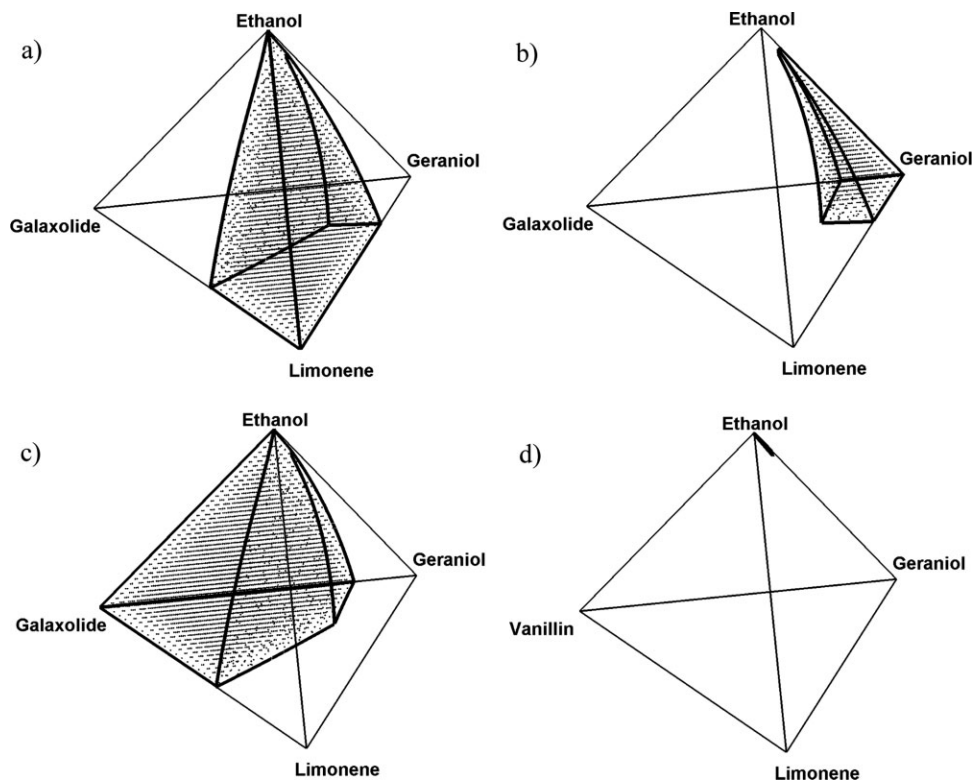 Ethanol
a)
Geraniol
Galaxolide
Limonene
Ethanol
b)
Geraniol
Galaxolide
Limonene
Ethanol
c)
Geraniol
Galaxolide
Limonene
Ethanol
d)
Geraniol
Vanillin
Limonene